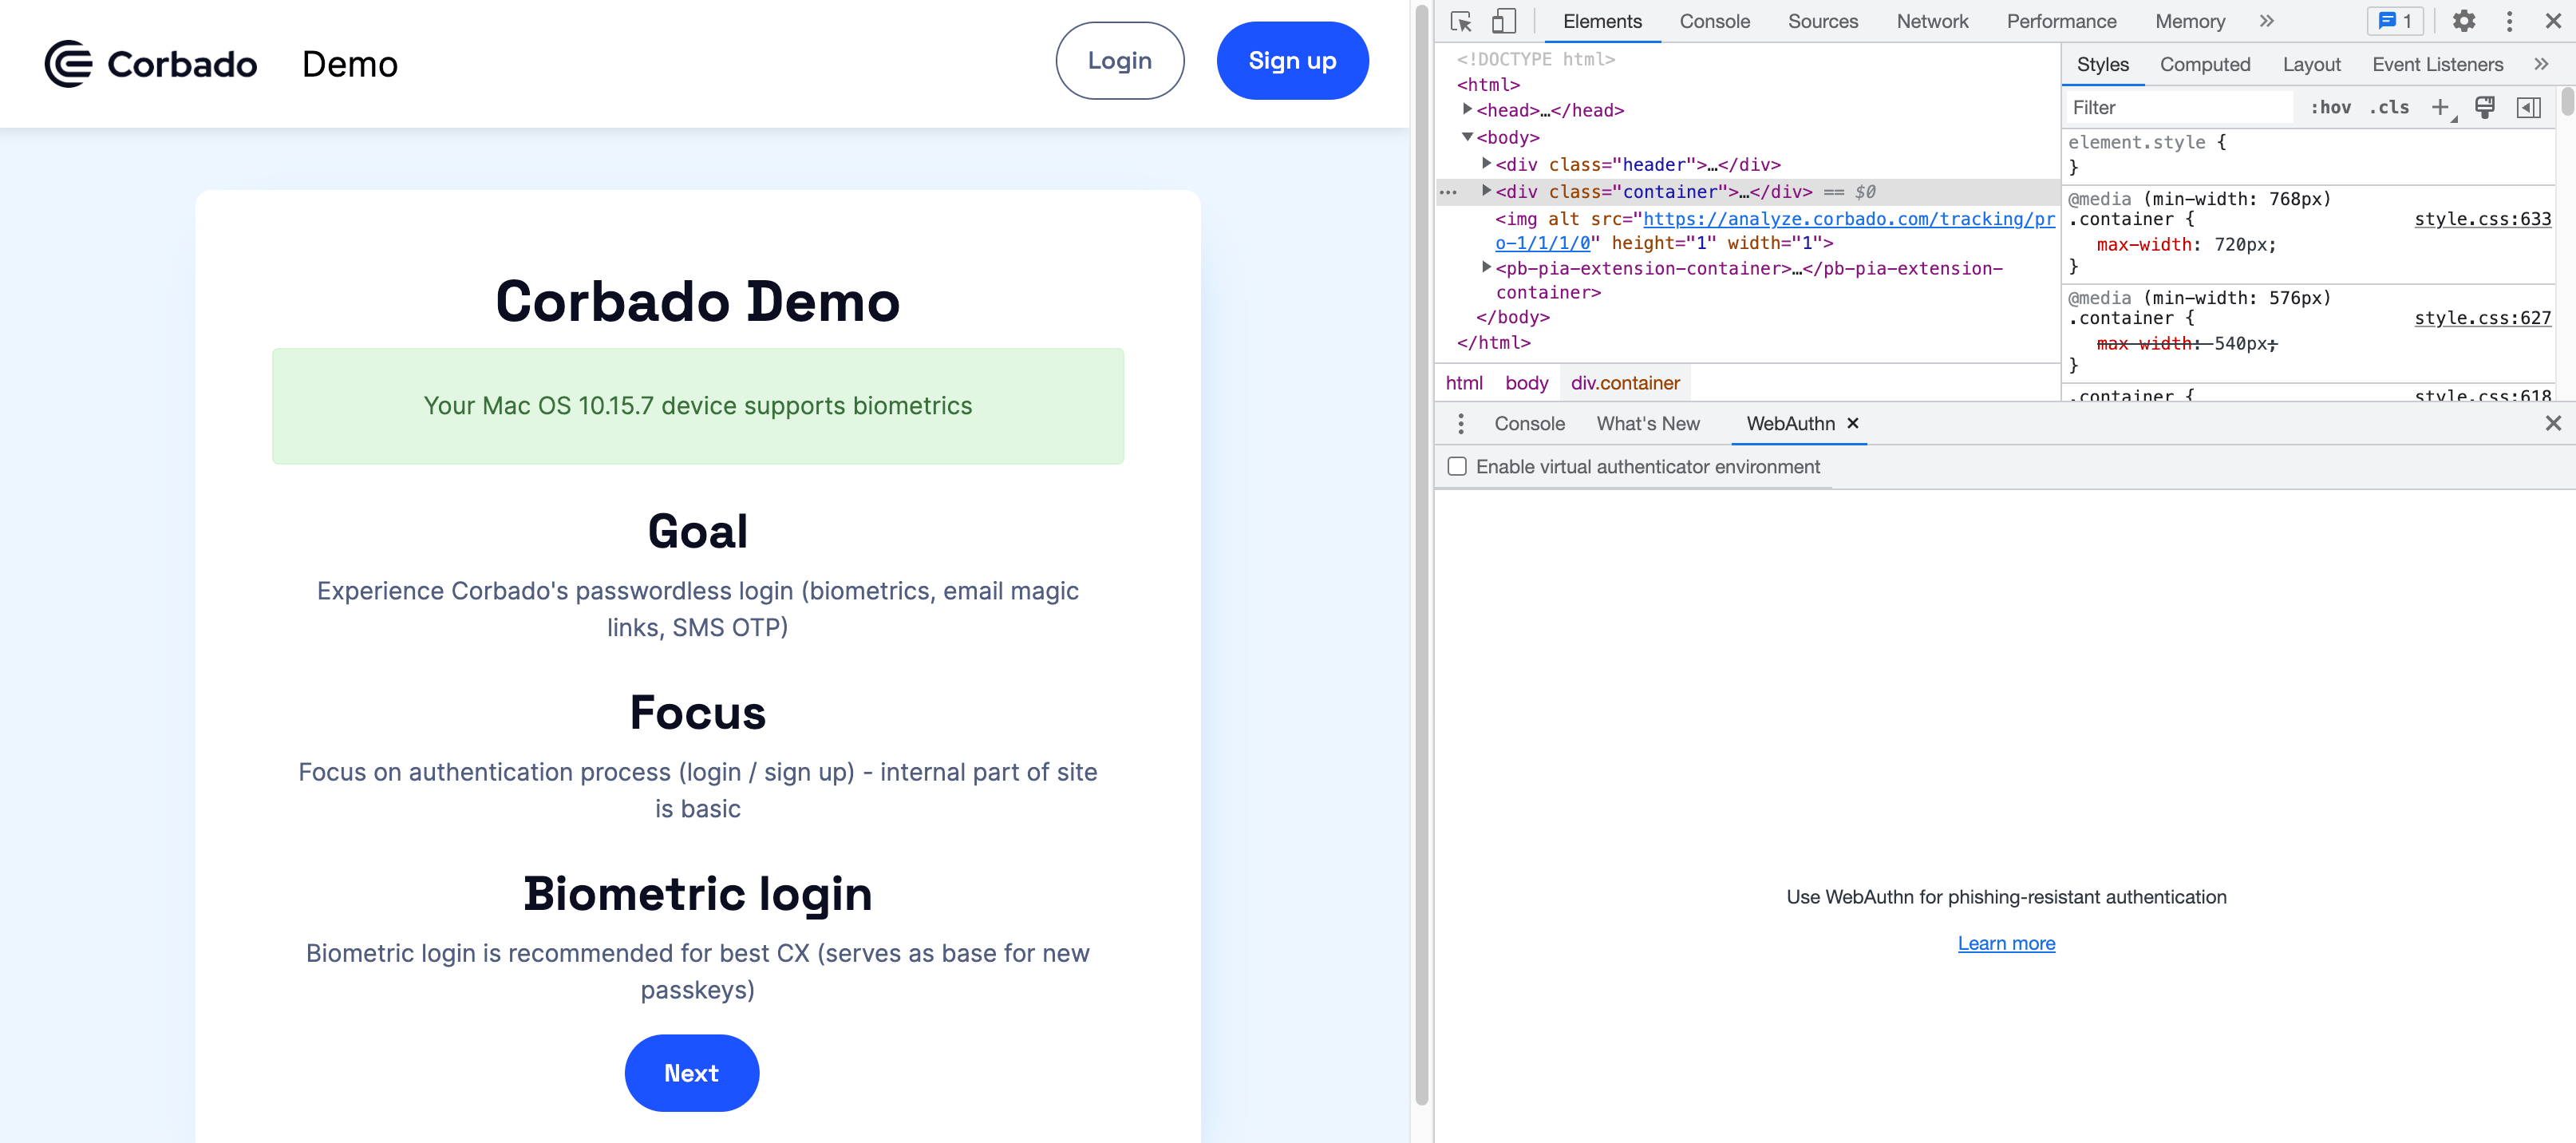 Corbado Demo
Login
Sign up
Corbado Demo
Your Mac OS 10.15.7 device supports biometrics
Goal
Experience Corbado's passwordless login (biometrics, email magic
links, SMS OTP)
Focus
Focus on authentication process (login / sign up) - internal part of site
is basic
Biometric login
Biometric login is recommended for best CX (serves as base for new
passkeys)
Next
Elements Console Sources Network Performance Memory » 1
<!DOCTYPE html>
<html>
<head>…</head>
<body>
<div class="header">…</div>
<div class="container">…</div> == $0
<img alt src="https://analyze.corbado.com/tracking/pr
o-1/1/1/0" height="1" width="1">
<pb-pia-extension-container>…</pb-pia-extension-
container>
</body>
</html>
html body div.container
Styles Computed Layout Event Listeners »
Filter :hov .cls +
element.style {
}
@media (min-width: 768px)
.container { style.css:633
max-width: 720px;
}
@media (min-width: 576px)
.container { style.css:627
max-width: 540px;
}
.container { style.css:618
Console What's New WebAuthn ×
Enable virtual authenticator environment
Use WebAuthn for phishing-resistant authentication
Learn more